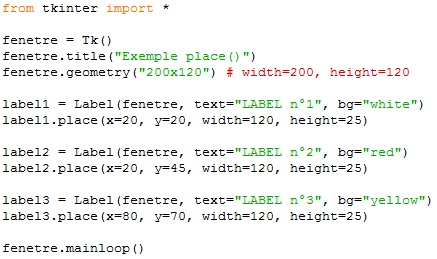 from tkinter import *
fenetre = Tk()
fenetre.title("Exemple place()")
fenetre.geometry("200x120") # width=200, height=120
label1 = Label(fenetre, text="LABEL n°1", bg="white")
label1.place(x=20, y=20, width=120, height=25)
label2 = Label(fenetre, text="LABEL n°2", bg="red")
label2.place(x=20, y=45, width=120, height=25)
label3 = Label(fenetre, text="LABEL n°3", bg="yellow")
label3.place(x=80, y=70, width=120, height=25)
fenetre.mainloop()